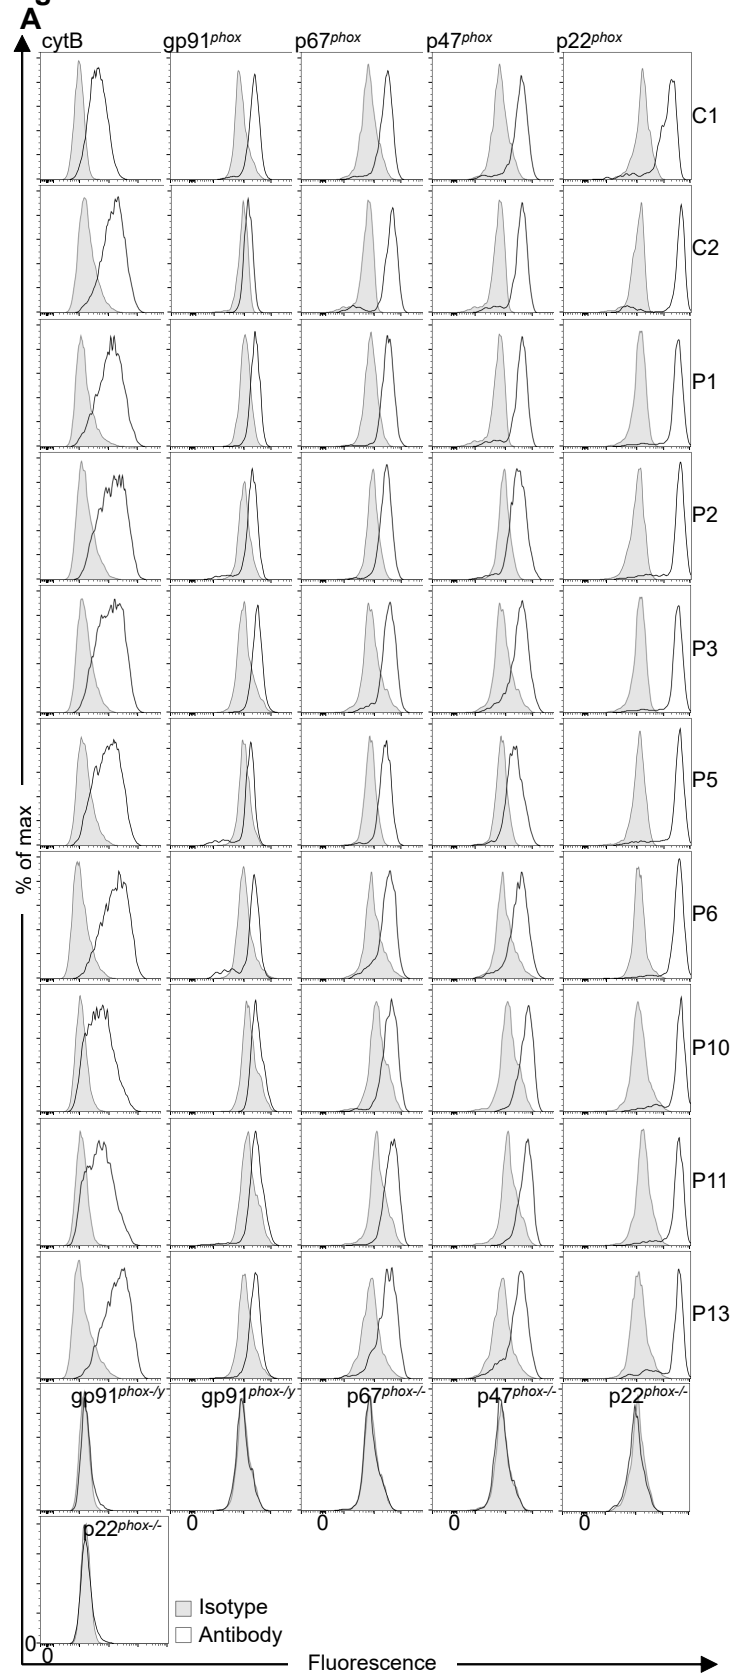 A
cytB gp91phox p67phox p47phox p22phox
C1
C2
P1
P2
P3
P5
P6
P10
P11
P13
% of max
gp91phox-/y gp91phox-/y p67phox-/- p47phox-/- p22phox-/-
0 0 0 0
p22phox-/-
Isotype
Antibody
0
0
Fluorescence